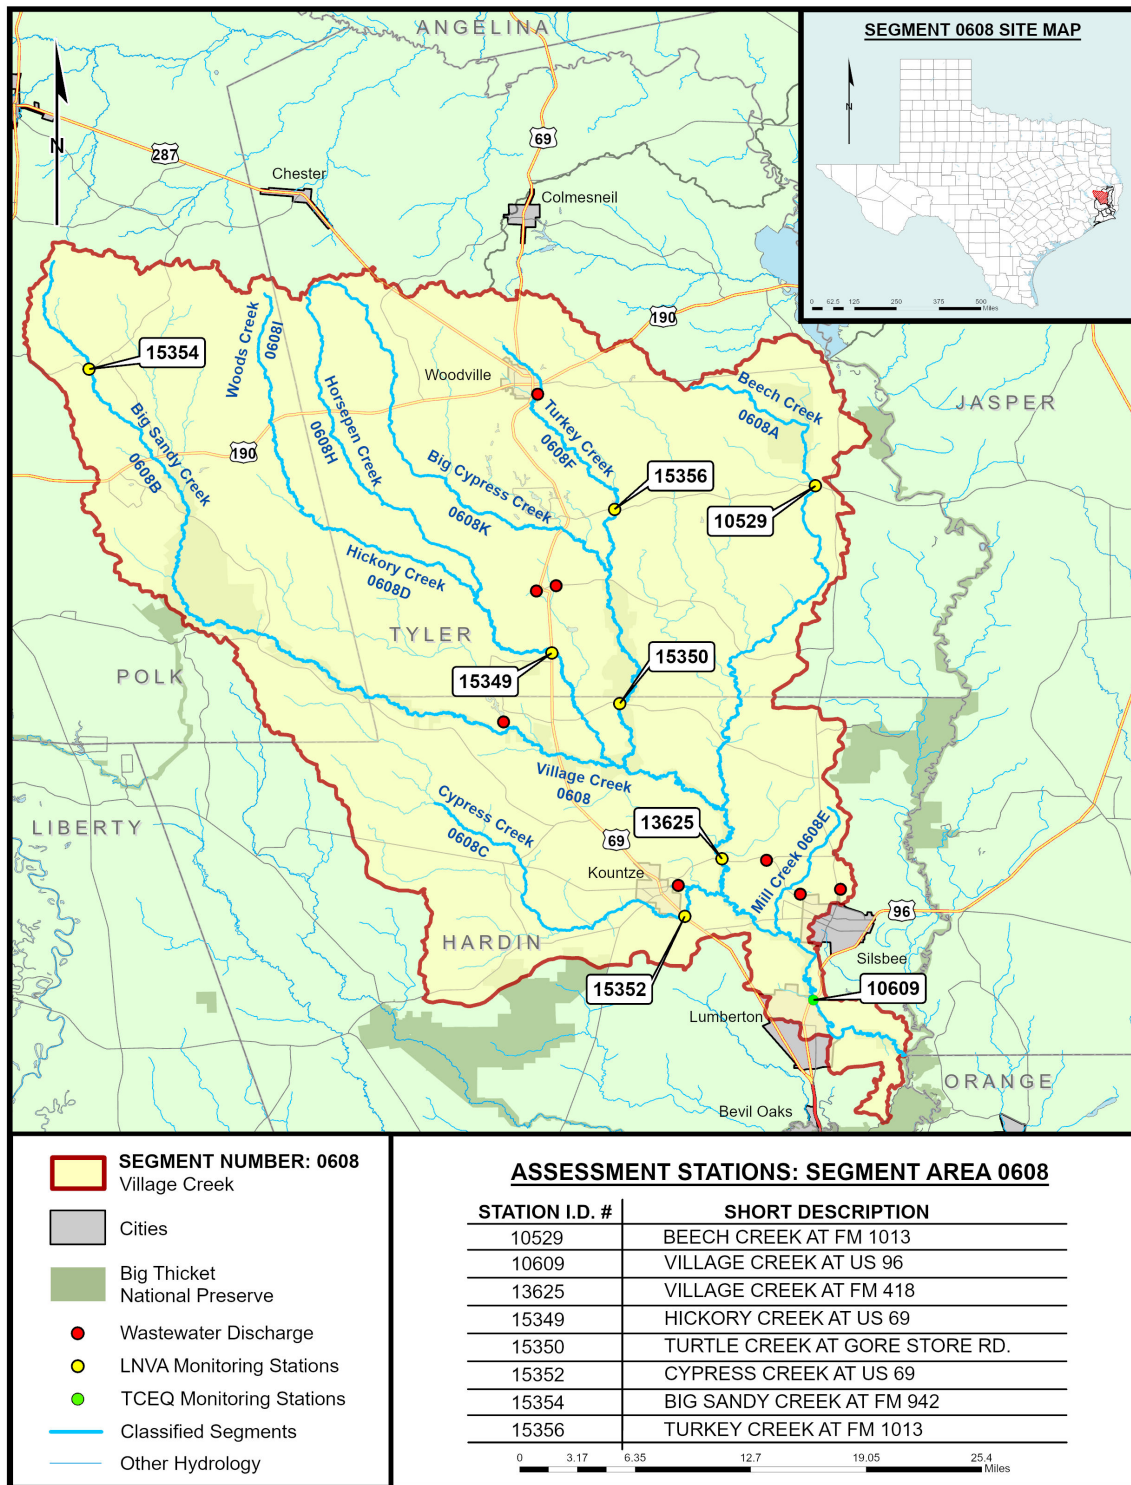 ANGELINA
SEGMENT 0608 SITE MAP
N
0 62.5 125 250 375 500
Miles
N
287
69
Chester
Colmesneil
190
15354
Woods Creek
0608I
Woodville
Beech Creek
0608A
JASPER
Horsepen Creek
0608H
Turkey Creek
0608F
Big Sandy Creek
0608B
190
Big Cypress Creek
0608K
15356
10529
Hickory Creek
0608D
TYLER
POLK
15349
15350
Village Creek
0608
Cypress Creek
0608C
LIBERTY
13625
69
Mill Creek 0608E
Kountze
96
HARDIN
Silsbee
15352
10609
Lumberton
ORANGE
Bevil Oaks
SEGMENT NUMBER: 0608
Village Creek
Cities
Big Thicket
National Preserve
Wastewater Discharge
LNVA Monitoring Stations
TCEQ Monitoring Stations
Classified Segments
Other Hydrology
ASSESSMENT STATIONS: SEGMENT AREA 0608
STATION I.D. # SHORT DESCRIPTION
10529 BEECH CREEK AT FM 1013
10609 VILLAGE CREEK AT US 96
13625 VILLAGE CREEK AT FM 418
15349 HICKORY CREEK AT US 69
15350 TURTLE CREEK AT GORE STORE RD.
15352 CYPRESS CREEK AT US 69
15354 BIG SANDY CREEK AT FM 942
15356 TURKEY CREEK AT FM 1013
0 3.17 6.35 12.7 19.05 25.4
Miles